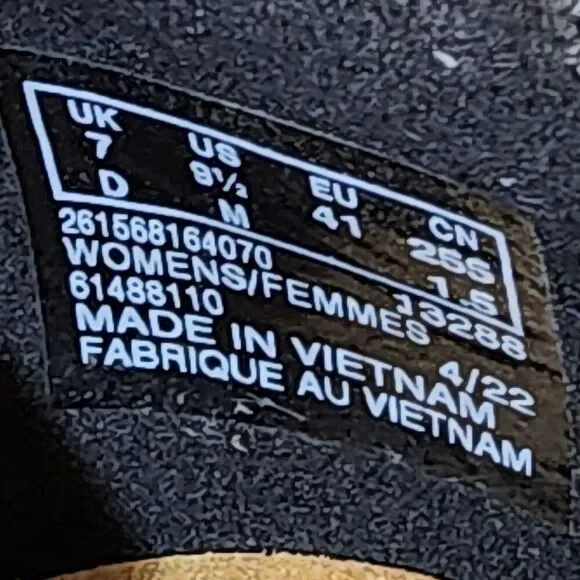 UK US EU CN
7 9½ 41 255
D M 1.5
261568164070 13288
WOMENS/FEMMES
61488110 4/22
MADE IN VIETNAM
FABRIQUE AU VIETNAM